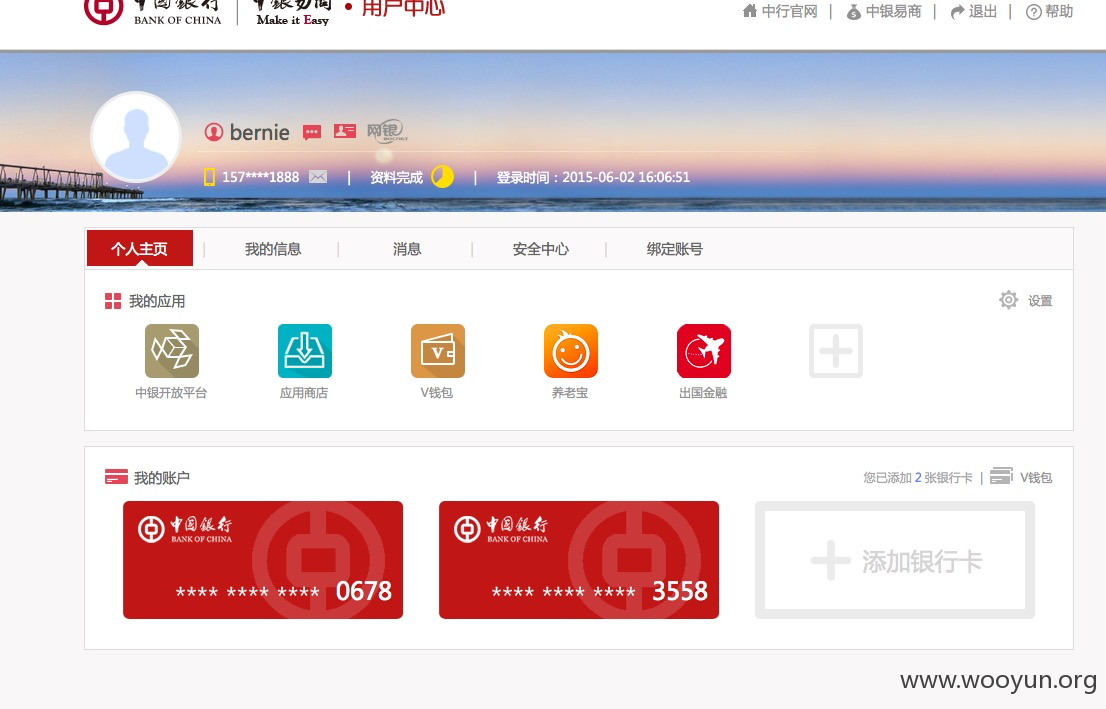 中国银行 BANK OF CHINA 中银易商 Make it Easy • 用户中心
中行官网 | 中银易商 | 退出 | 帮助
bernie 网银
157****1888 | 资料完成 | 登录时间：2015-06-02 16:06:51
个人主页 | 我的信息 | 消息 | 安全中心 | 绑定账号
我的应用 设置
中银开放平台 应用商店 V钱包 养老宝 出国金融
我的账户 您已添加 2 张银行卡 | V钱包
中国银行 中国银行
BANK OF CHINA BANK OF CHINA
添加银行卡
**** **** **** 0678 **** **** **** 3558
www.wooyun.org